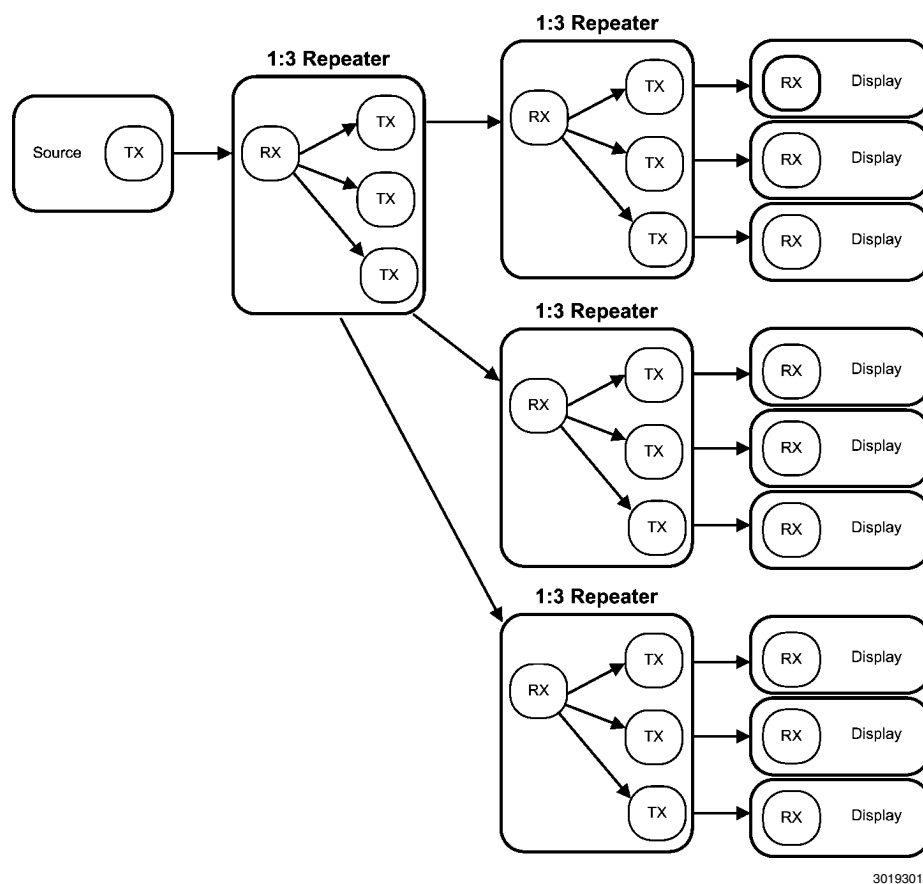 1:3 Repeater
1:3 Repeater
Source
TX
RX
TX
TX
TX
RX
TX
TX
TX
RX
Display
RX
Display
RX
Display
1:3 Repeater
RX
TX
TX
TX
RX
Display
RX
Display
RX
Display
1:3 Repeater
RX
TX
TX
TX
RX
Display
RX
Display
RX
Display
3019301